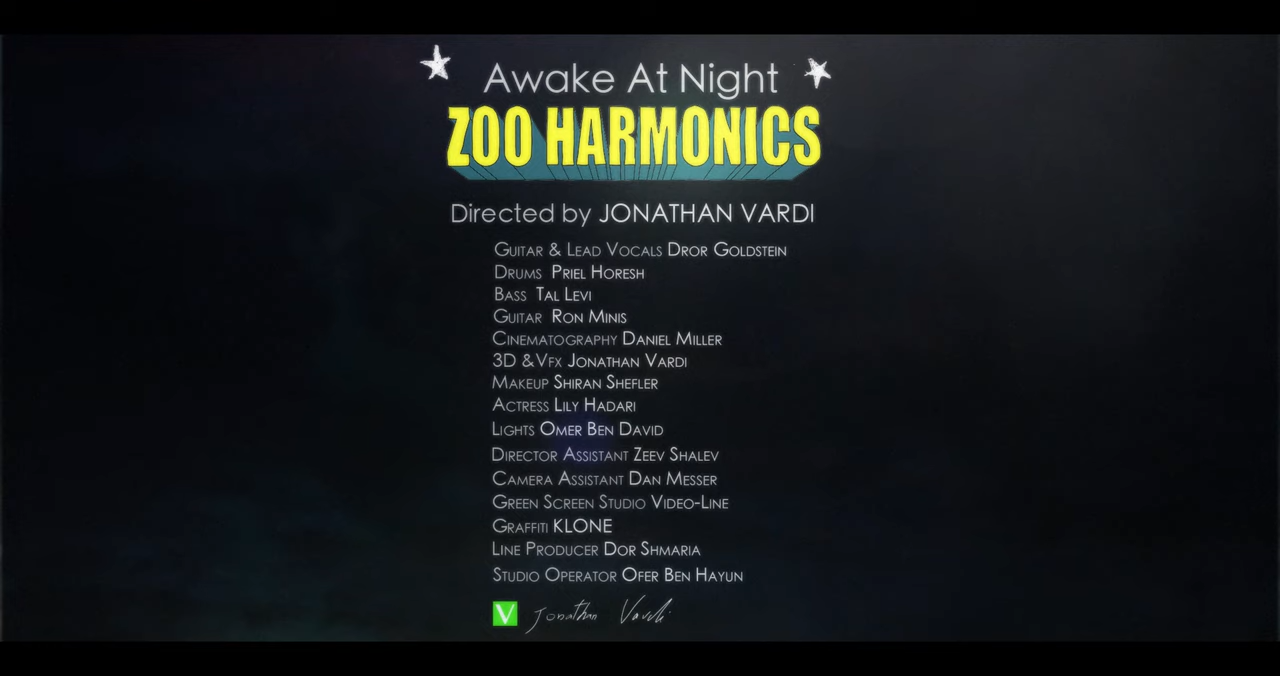 Awake At Night
ZOO HARMONICS
Directed by JONATHAN VARDI
GUITAR & LEAD VOCALS DROR GOLDSTEIN
DRUMS PRIEL HORESH
BASS TAL LEVI
GUITAR RON MINIS
CINEMATOGRAPHY DANIEL MILLER
3D & VFX JONATHAN VARDI
MAKEUP SHIRAN SHEFLER
ACTRESS LILY HADARI
LIGHTS OMER BEN DAVID
DIRECTOR ASSISTANT ZEEV SHALEV
CAMERA ASSISTANT DAN MESSER
GREEN SCREEN STUDIO VIDEO-LINE
GRAFFITI KLONE
LINE PRODUCER DOR SHMARIA
STUDIO OPERATOR OFER BEN HAYUN
V Jonathan Vardi